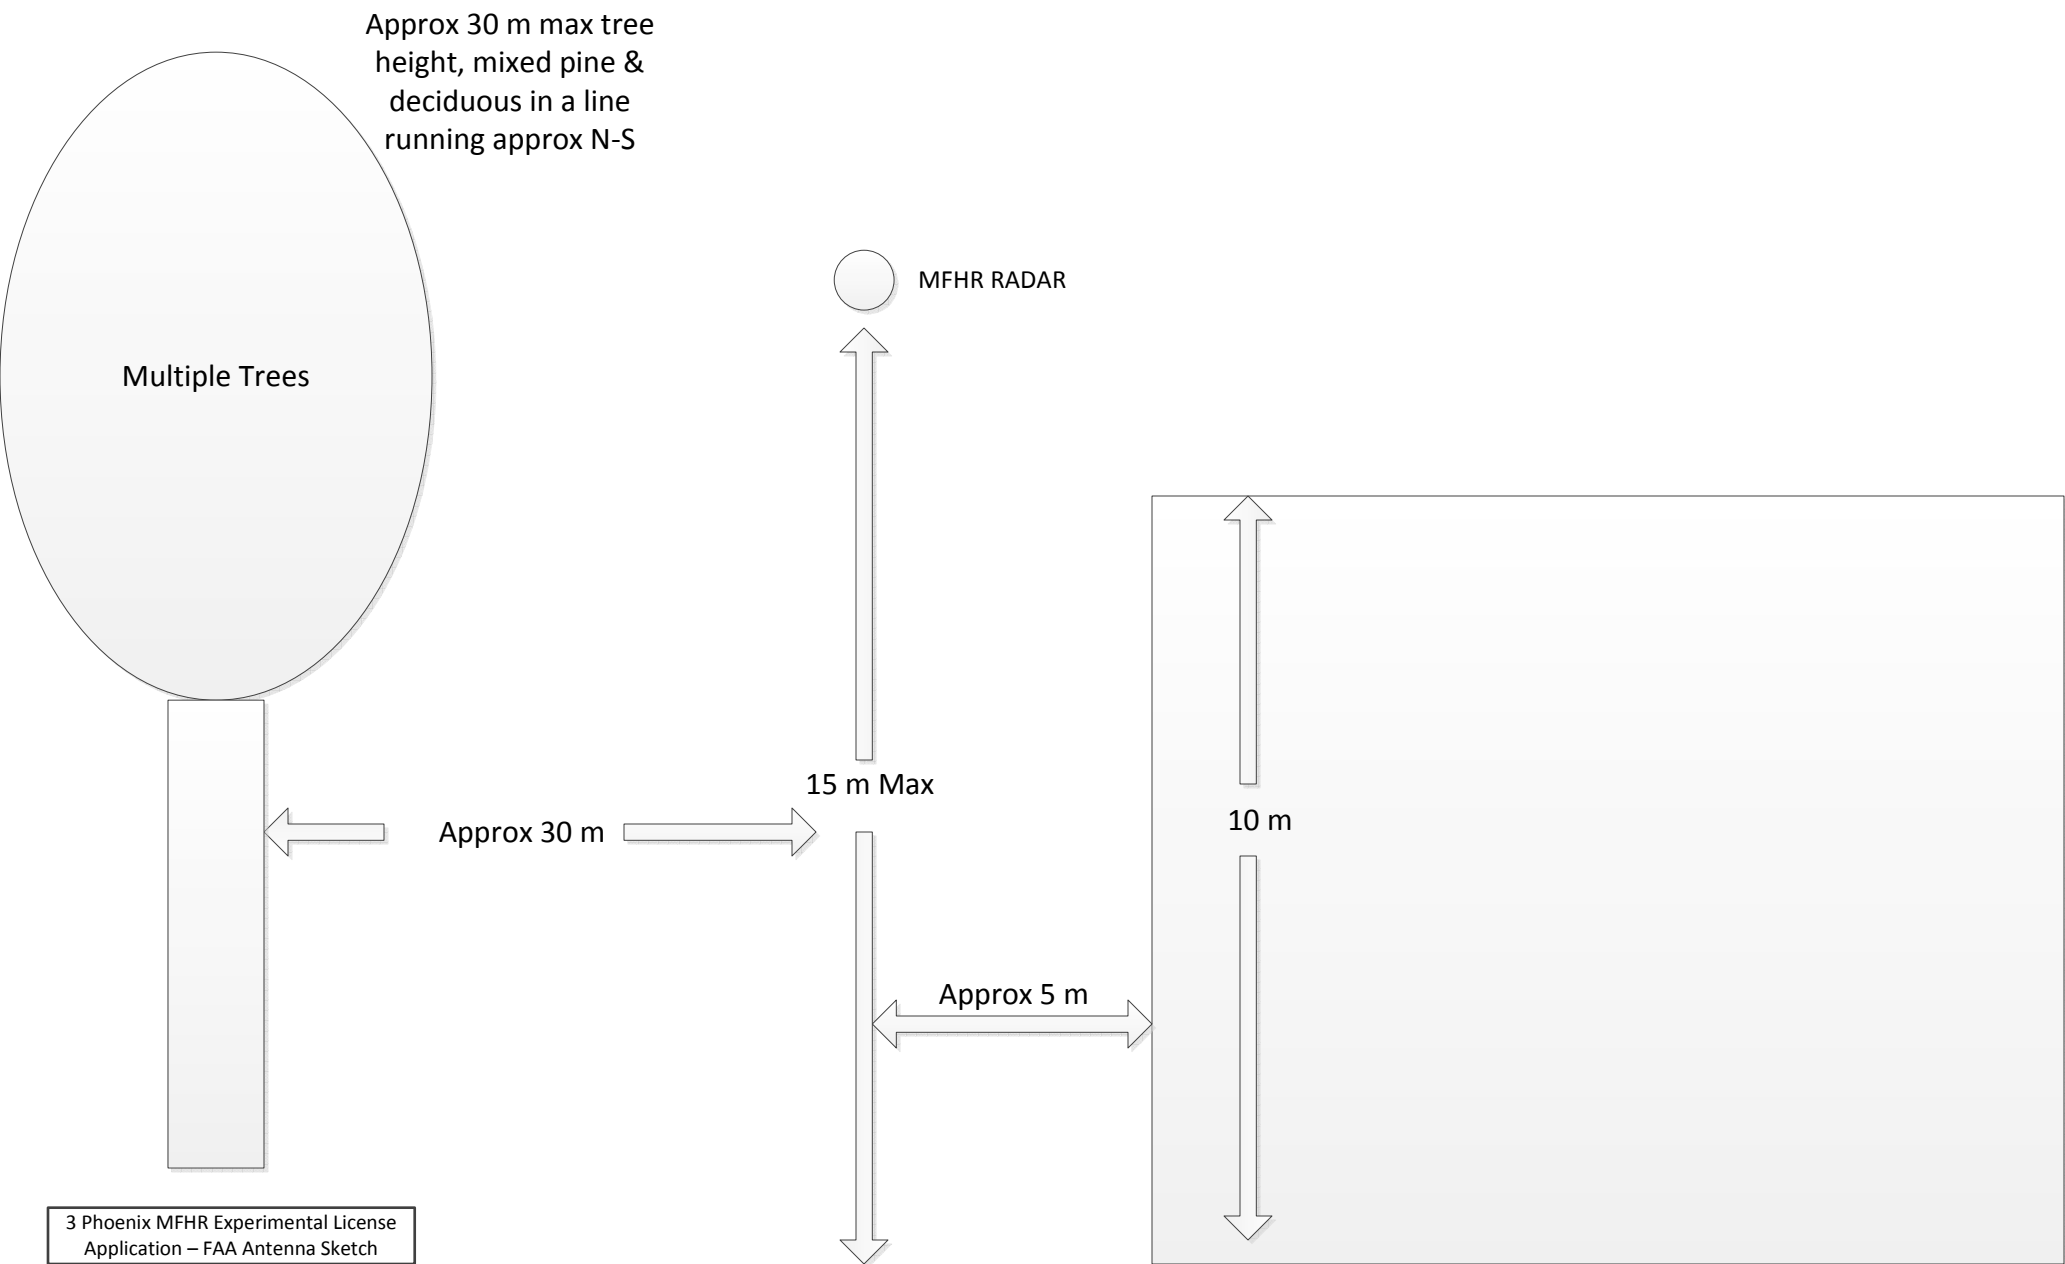 Approx 30 m max tree
height, mixed pine &
deciduous in a line
running approx N-S
MFHR RADAR
Multiple Trees
15 m Max
10 m
Approx 30 m
Approx 5 m
3 Phoenix MFHR Experimental License
Application – FAA Antenna Sketch